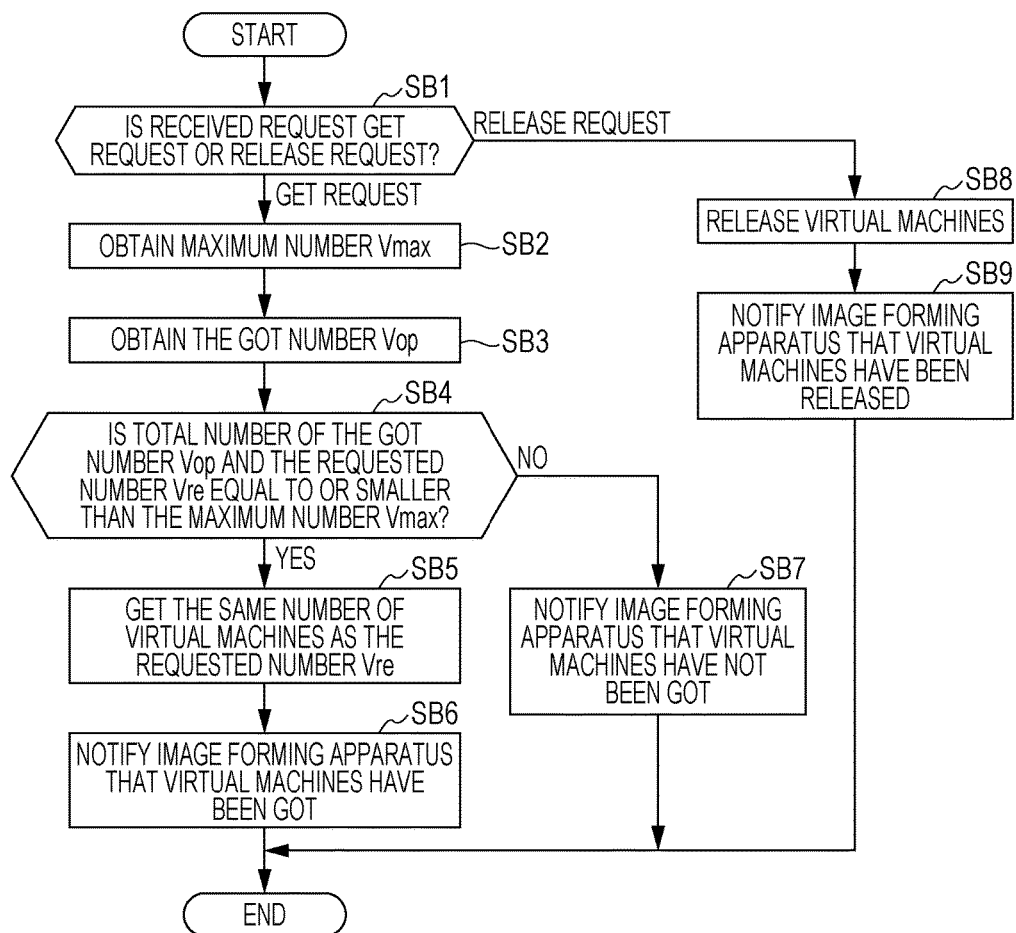 START
SB1
IS RECEIVED REQUEST GET
REQUEST OR RELEASE REQUEST?
RELEASE REQUEST
GET REQUEST
OBTAIN MAXIMUM NUMBER Vmax
SB2
OBTAIN THE GOT NUMBER Vop
SB3
SB4
IS TOTAL NUMBER OF THE GOT
NUMBER Vop AND THE REQUESTED
NUMBER Vre EQUAL TO OR SMALLER
THAN THE MAXIMUM NUMBER Vmax?
NO
YES
SB5
GET THE SAME NUMBER OF
VIRTUAL MACHINES AS THE
REQUESTED NUMBER Vre
SB6
NOTIFY IMAGE FORMING APPARATUS
THAT VIRTUAL MACHINES HAVE
BEEN GOT
SB7
NOTIFY IMAGE FORMING
APPARATUS THAT VIRTUAL
MACHINES HAVE NOT
BEEN GOT
SB8
RELEASE VIRTUAL MACHINES
SB9
NOTIFY IMAGE FORMING
APPARATUS THAT VIRTUAL
MACHINES HAVE BEEN
RELEASED
END